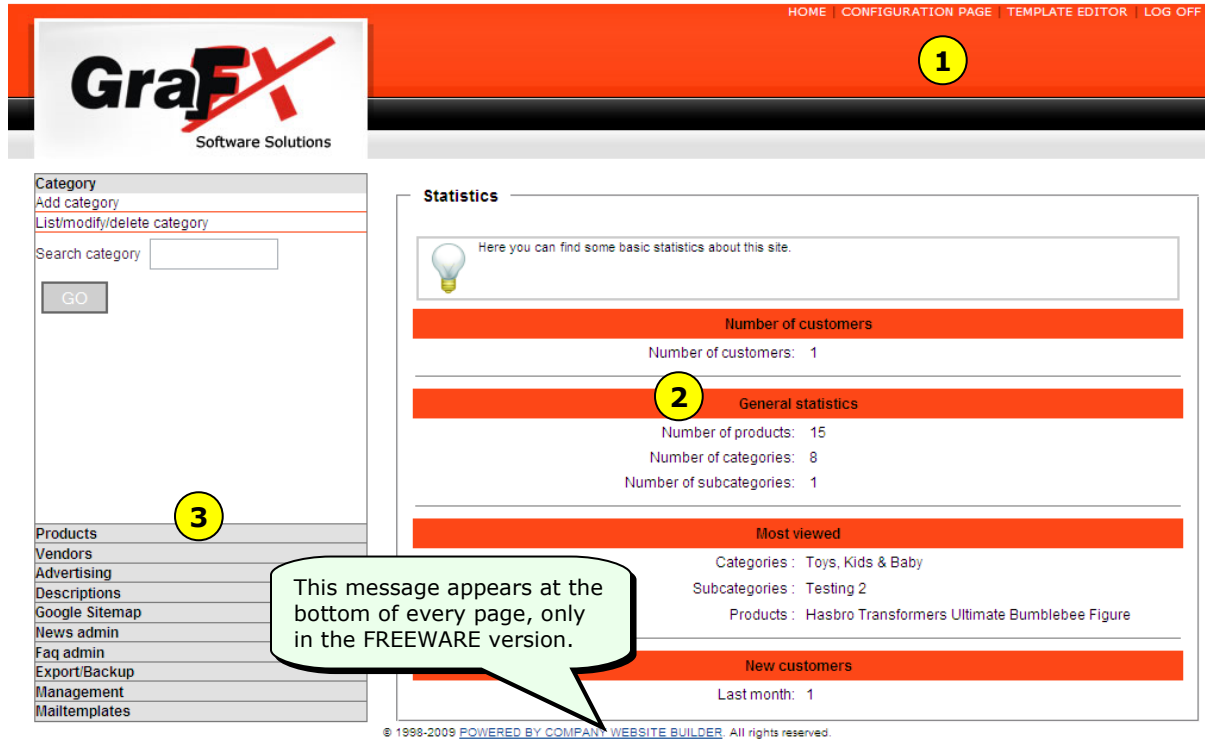 HOME | CONFIGURATION PAGE | TEMPLATE EDITOR | LOG OFF
1
GraFX
Software Solutions
Category
Add category
List/modify/delete category
Search category
GO
Statistics
Here you can find some basic statistics about this site.
Number of customers
Number of customers: 1
2
General statistics
Number of products: 15
Number of categories: 8
Number of subcategories: 1
3
Products
Vendors
Advertising
Descriptions
Google Sitemap
News admin
Faq admin
Export/Backup
Management
Mailtemplates
Most viewed
Categories : Toys, Kids & Baby
Subcategories : Testing 2
Products : Hasbro Transformers Ultimate Bumblebee Figure
This message appears at the
bottom of every page, only
in the FREEWARE version.
New customers
Last month: 1
© 1998-2009 POWERED BY COMPANY WEBSITE BUILDER. All rights reserved.